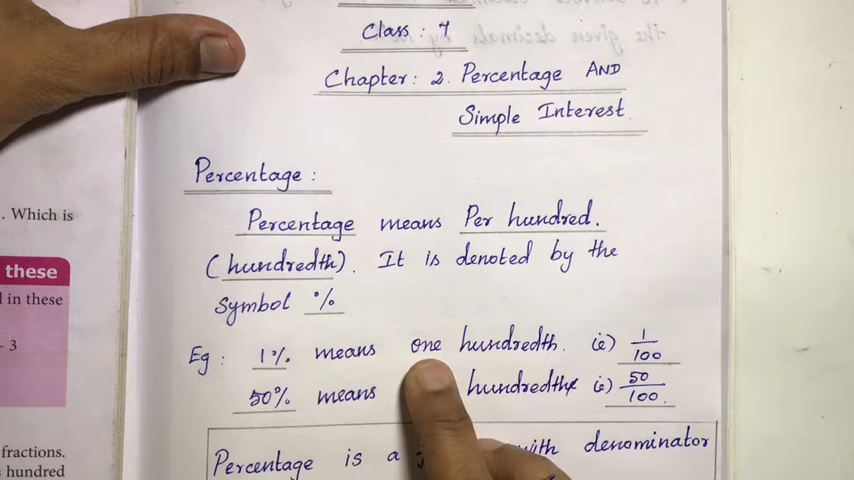 Class : 7
Chapter: 2. Percentage AND
Simple Interest.
Percentage :
Percentage means Per hundred.
(hundredth). It is denoted by the
symbol %
Eg : 1% means one hundredth. ie) 1/100
50% means hundredths ie) 50/100.
Percentage is a with denominator
. Which is
these
d in these
- 3
fractions.
s hundred